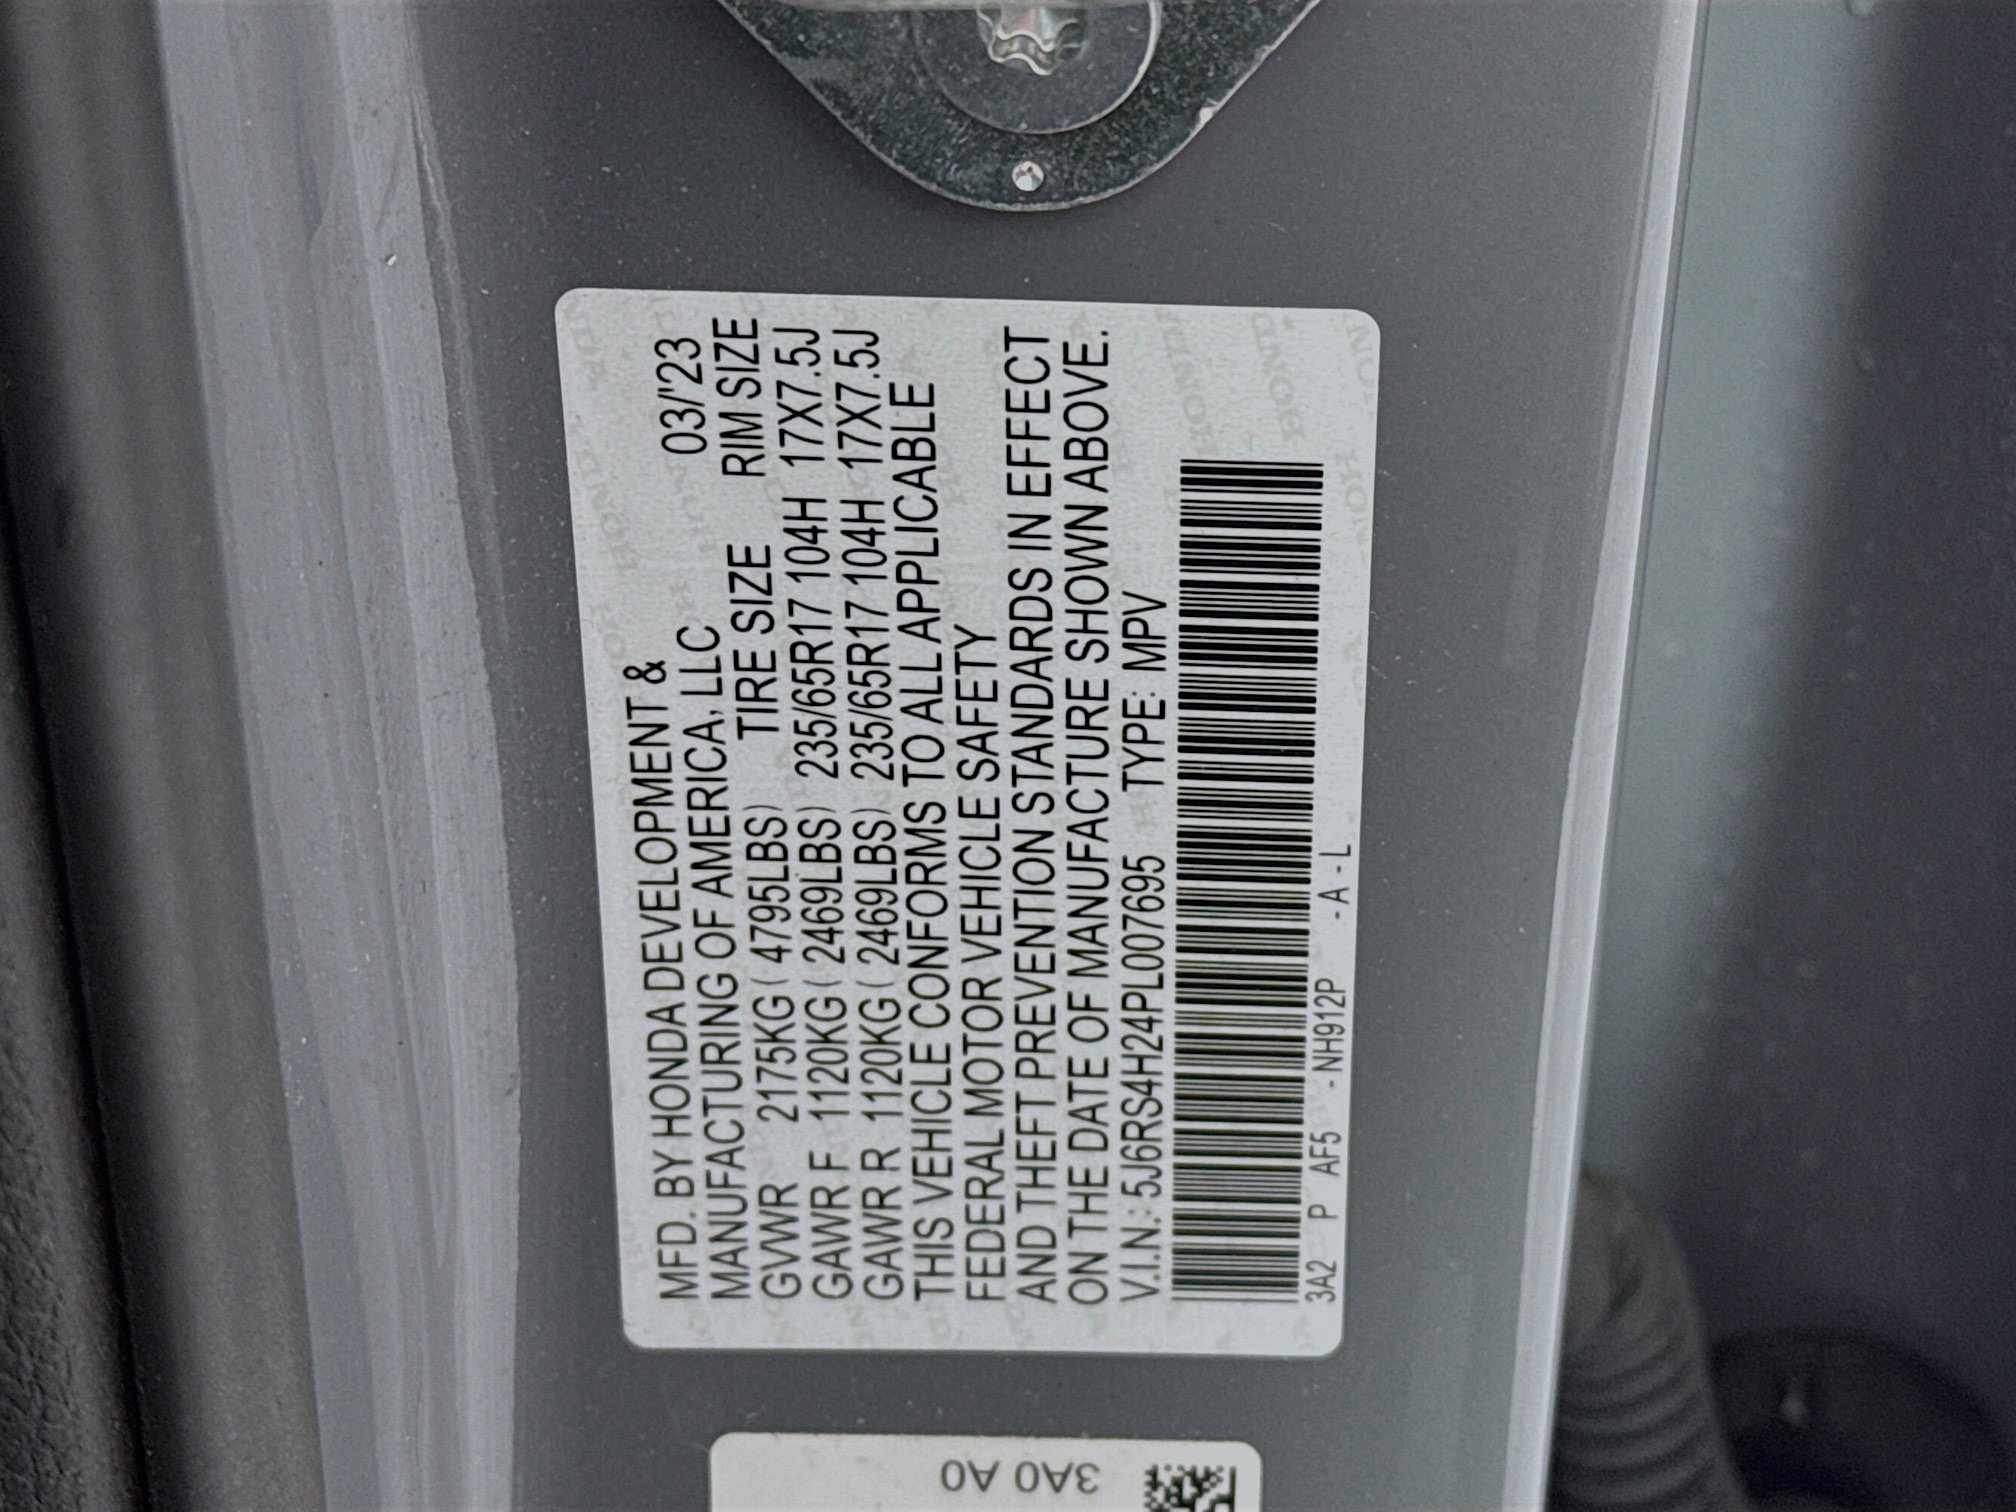 MFD. BY HONDA DEVELOPMENT &
MANUFACTURING OF AMERICA, LLC 03/'23
TIRE SIZE RIM SIZE
GVWR 2175KG ( 4795LBS)
GAWR F 1120KG ( 2469LBS) 235/65R17 104H 17X7.5J
GAWR R 1120KG ( 2469LBS) 235/65R17 104H 17X7.5J
THIS VEHICLE CONFORMS TO ALL APPLICABLE
FEDERAL MOTOR VEHICLE SAFETY
AND THEFT PREVENTION STANDARDS IN EFFECT
ON THE DATE OF MANUFACTURE SHOWN ABOVE.
V.I.N.: 5J6RS4H24PL007695 TYPE: MPV
3A2 P AF5 - NH912P - A - L
3A0 A0